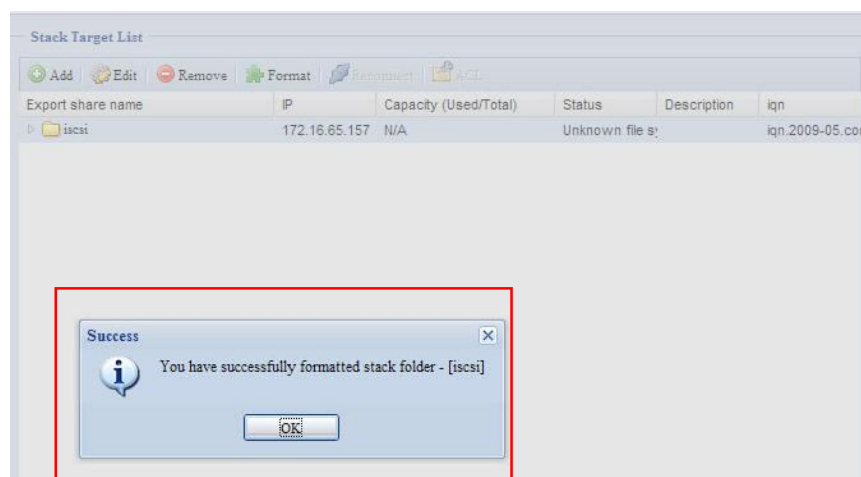 Stack Target List
Add Edit Remove Format Reconnect ACL
Export share name IP Capacity (Used/Total) Status Description iqn
iscsi 172.16.65.157 N/A Unknown file sy iqn.2009-05.co
Success
You have successfully formatted stack folder - [iscsi]
OK